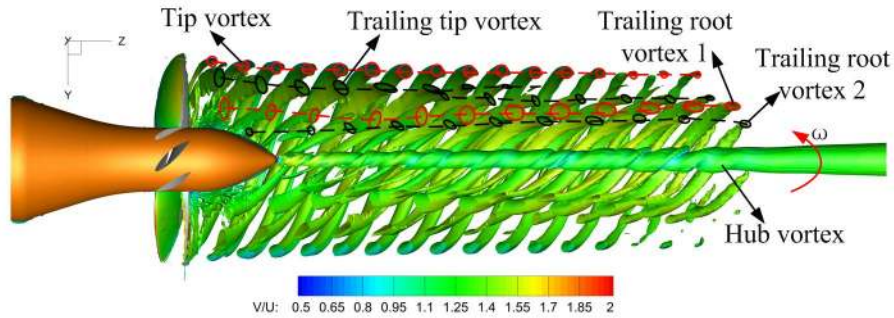 Tip vortex
Trailing tip vortex
Trailing root
vortex 1
Trailing root
vortex 2
Y
Z
Y
ω
Hub vortex
V/U: 0.5 0.65 0.8 0.95 1.1 1.25 1.4 1.55 1.7 1.85 2